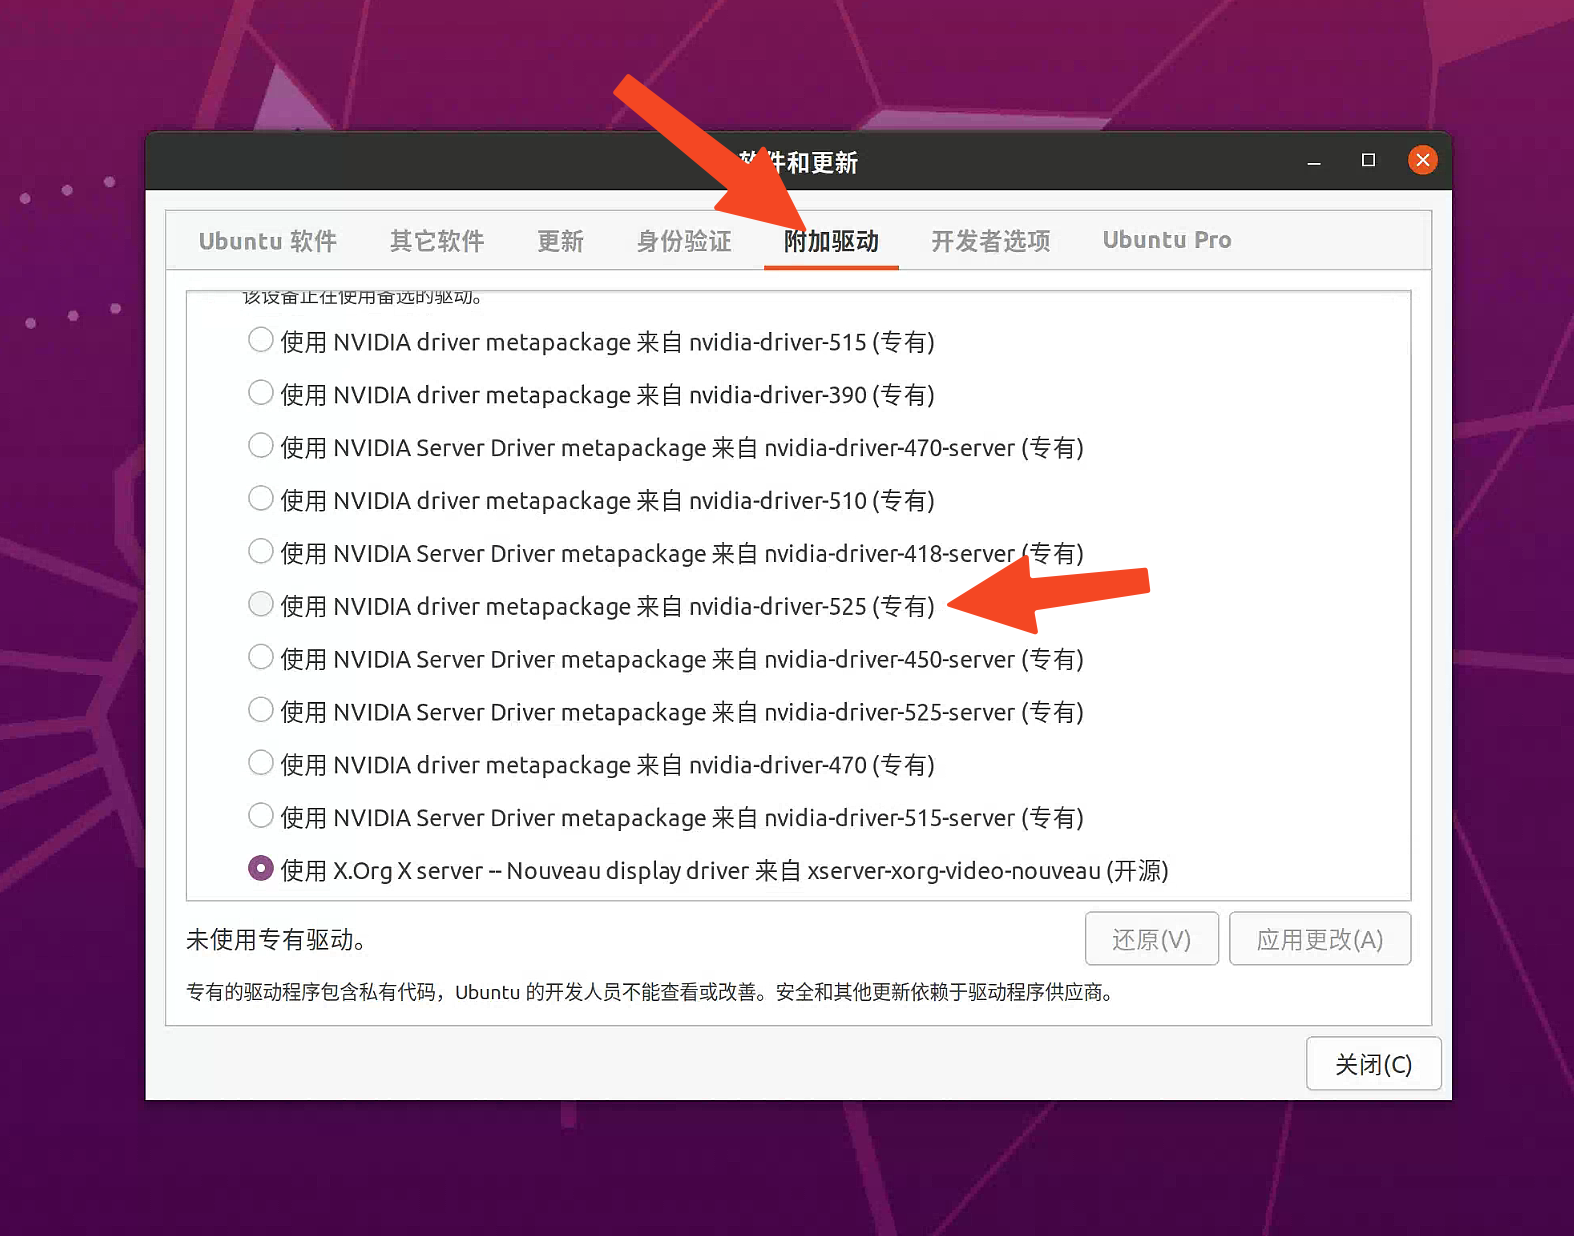 软件和更新
Ubuntu 软件 其它软件 更新 身份验证 附加驱动 开发者选项 Ubuntu Pro
该设备正在使用备选的驱动。
使用 NVIDIA driver metapackage 来自 nvidia-driver-515 (专有)
使用 NVIDIA driver metapackage 来自 nvidia-driver-390 (专有)
使用 NVIDIA Server Driver metapackage 来自 nvidia-driver-470-server (专有)
使用 NVIDIA driver metapackage 来自 nvidia-driver-510 (专有)
使用 NVIDIA Server Driver metapackage 来自 nvidia-driver-418-server (专有)
使用 NVIDIA driver metapackage 来自 nvidia-driver-525 (专有)
使用 NVIDIA Server Driver metapackage 来自 nvidia-driver-450-server (专有)
使用 NVIDIA Server Driver metapackage 来自 nvidia-driver-525-server (专有)
使用 NVIDIA driver metapackage 来自 nvidia-driver-470 (专有)
使用 NVIDIA Server Driver metapackage 来自 nvidia-driver-515-server (专有)
使用 X.Org X server -- Nouveau display driver 来自 xserver-xorg-video-nouveau (开源)
未使用专有驱动。 还原(V) 应用更改(A)
专有的驱动程序包含私有代码，Ubuntu 的开发人员不能查看或改善。安全和其他更新依赖于驱动程序供应商。
关闭(C)